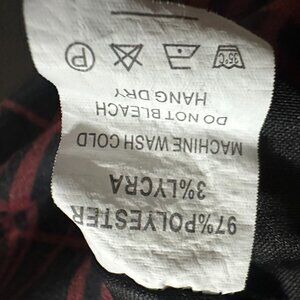 97%POLYESTER
3%LYCRA
MACHINE WASH COLD
DO NOT BLEACH
HANG DRY
P